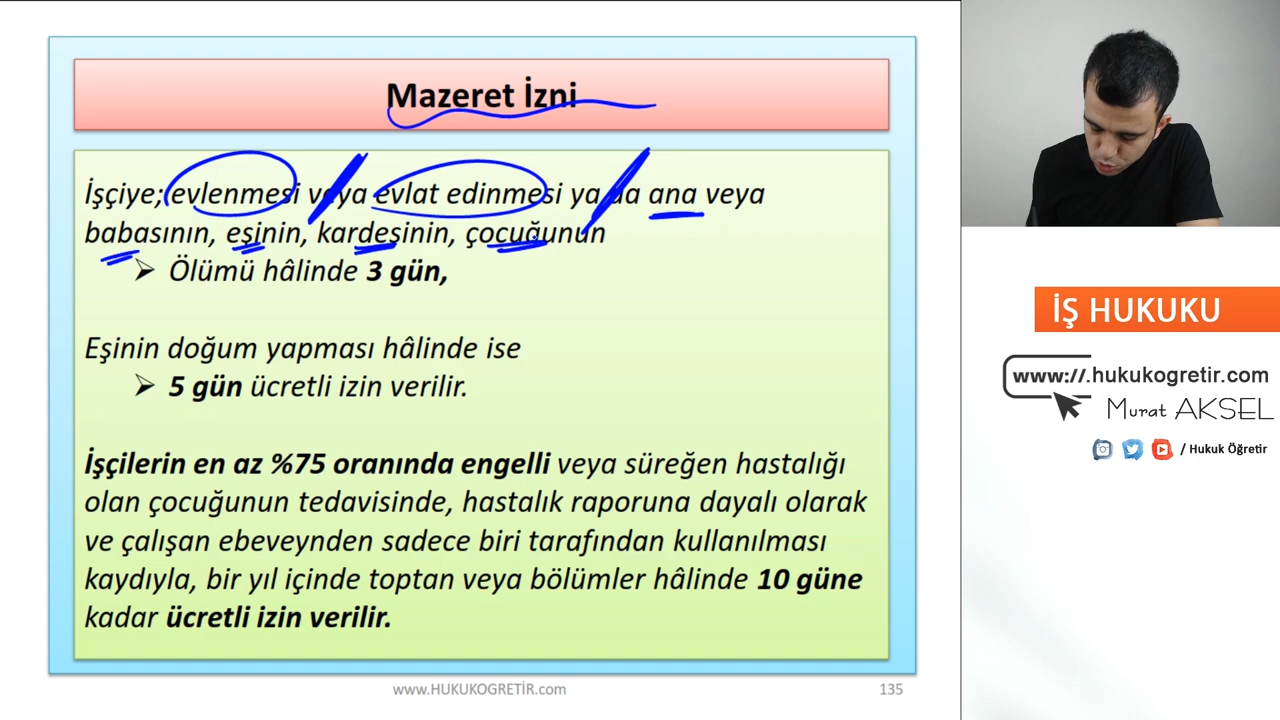 Mazeret İzni
İşçiye; evlenmesi veya evlat edinmesi ya da ana veya
babasının, eşinin, kardeşinin, çocuğunun
➢ Ölümü hâlinde 3 gün,
Eşinin doğum yapması hâlinde ise
➢ 5 gün ücretli izin verilir.
İşçilerin en az %75 oranında engelli veya süreğen hastalığı
olan çocuğunun tedavisinde, hastalık raporuna dayalı olarak
ve çalışan ebeveynden sadece biri tarafından kullanılması
kaydıyla, bir yıl içinde toptan veya bölümler hâlinde 10 güne
kadar ücretli izin verilir.
www.HUKUKOGRETİR.com
135
İŞ HUKUKU
www://.hukukogretir.com
Murat AKSEL
/ Hukuk Öğretir